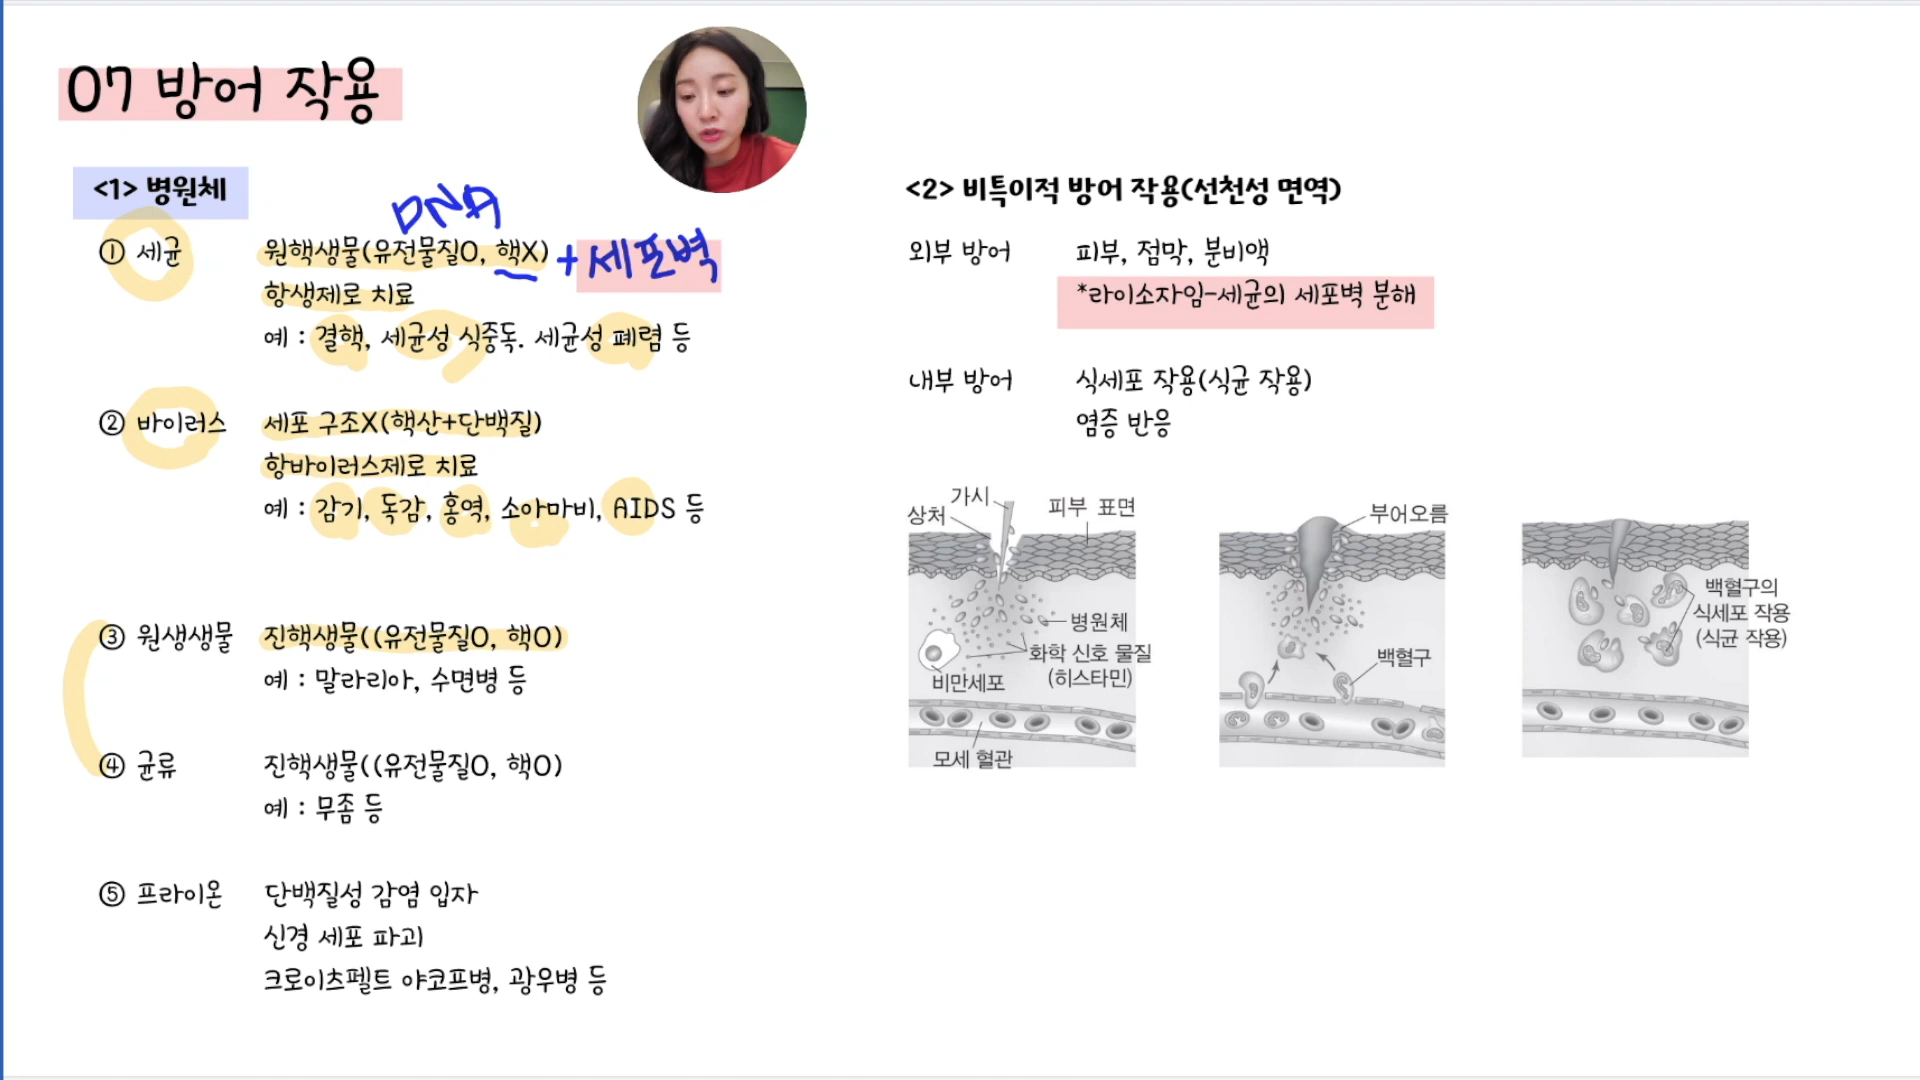 07 방어 작용
<1> 병원체
DNA
① 세균 원핵생물(유전물질O, 핵X) + 세포벽
항생제로 치료
예 : 결핵, 세균성 식중독. 세균성 폐렴 등
② 바이러스 세포 구조X(핵산+단백질)
항바이러스제로 치료
예 : 감기, 독감, 홍역, 소아마비, AIDS 등
③ 원생생물 진핵생물((유전물질O, 핵O)
예 : 말라리아, 수면병 등
④ 균류 진핵생물((유전물질O, 핵O)
예 : 무좀 등
⑤ 프라이온 단백질성 감염 입자
신경 세포 파괴
크로이츠펠트 야코프병, 광우병 등
<2> 비특이적 방어 작용(선천성 면역)
외부 방어 피부, 점막, 분비액
*라이소자임-세균의 세포벽 분해
내부 방어 식세포 작용(식균 작용)
염증 반응
가시
상처
피부 표면
병원체
화학 신호 물질
(히스타민)
비만세포
모세 혈관
부어오름
백혈구
백혈구의
식세포 작용
(식균 작용)